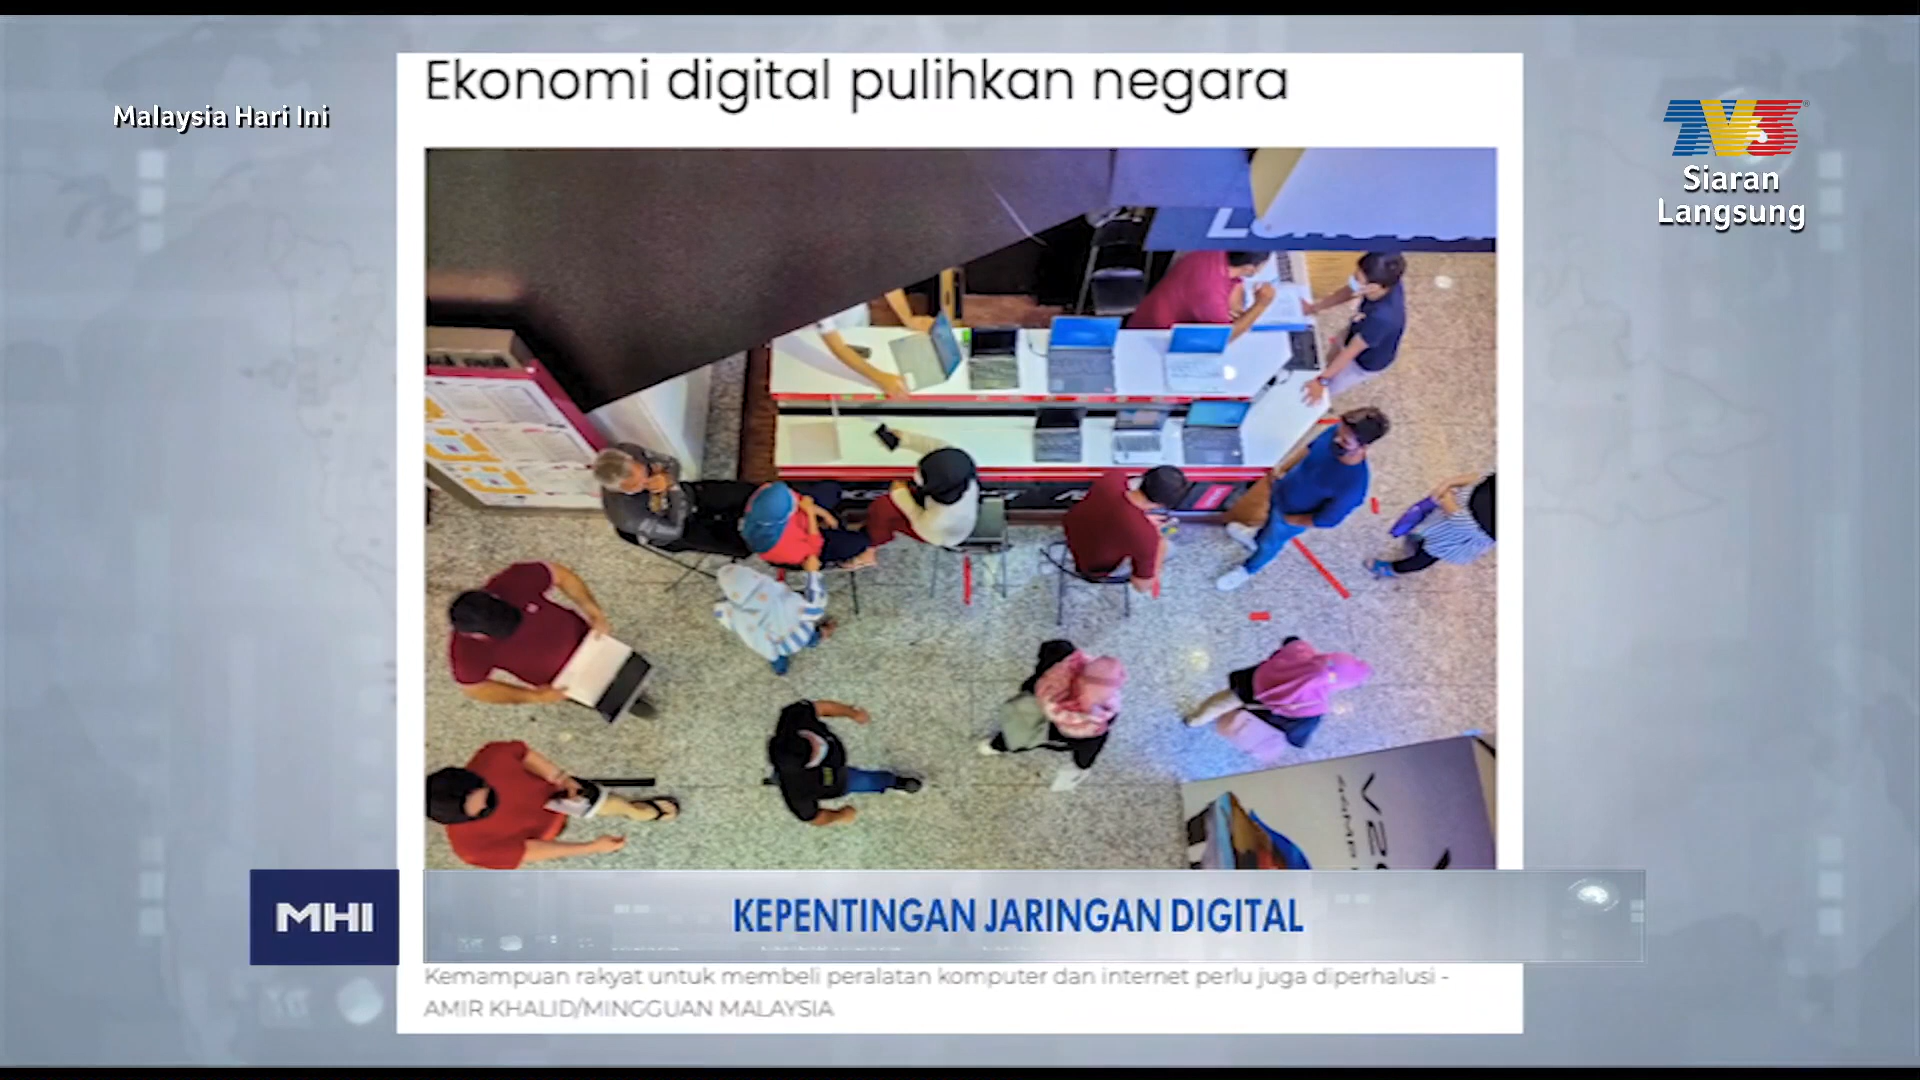 Ekonomi digital pulihkan negara
Malaysia Hari Ini
TV3
Siaran
Langsung
V20
MHI
KEPENTINGAN JARINGAN DIGITAL
Kemampuan rakyat untuk membeli peralatan komputer dan internet perlu juga diperhalusi -
AMIR KHALID/MINGGUAN MALAYSIA